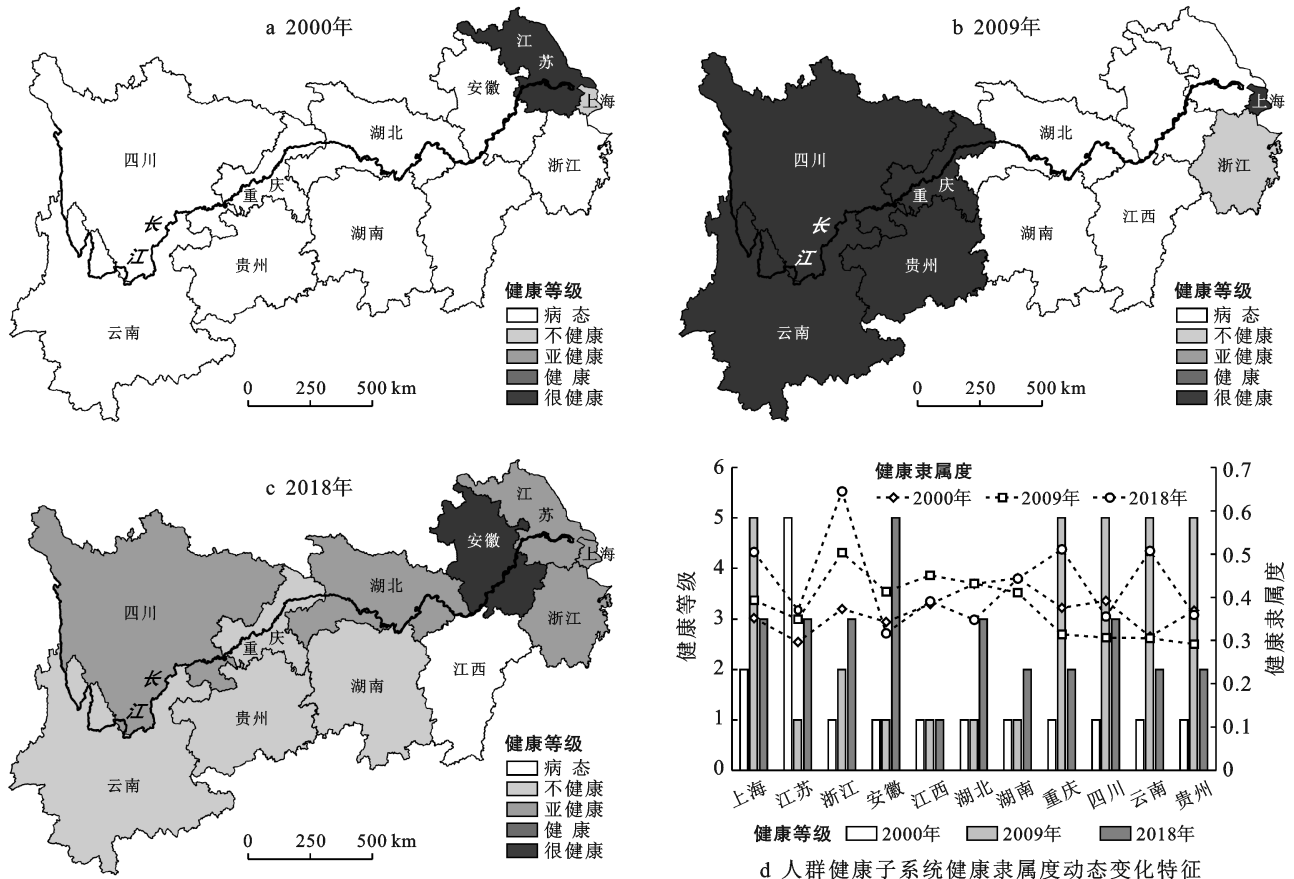 a 2000年
江
苏
安徽
上海
湖北
四川
浙江
重
庆
长
湖南
江
贵州
云南
健康等级
病 态
不健康
亚健康
健 康
很健康
0 250 500 km
b 2009年
上海
湖北
四川
浙江
重
庆
江西
长
湖南
江
贵州
云南
健康等级
病 态
不健康
亚健康
健 康
很健康
0 250 500 km
c 2018年
江
苏
安徽
上海
湖北
四川
浙江
重
庆
江西
长
湖南
江
贵州
云南
健康等级
病 态
不健康
亚健康
健 康
很健康
0 250 500 km
健康隶属度
2000年 2009年 2018年
健康等级
6
5
4
3
2
1
0
健康隶属度
0.7
0.6
0.5
0.4
0.3
0.2
0.1
0
上海 江苏 浙江 安徽 江西 湖北 湖南 重庆 四川 云南 贵州
健康等级 2000年 2009年 2018年
d 人群健康子系统健康隶属度动态变化特征